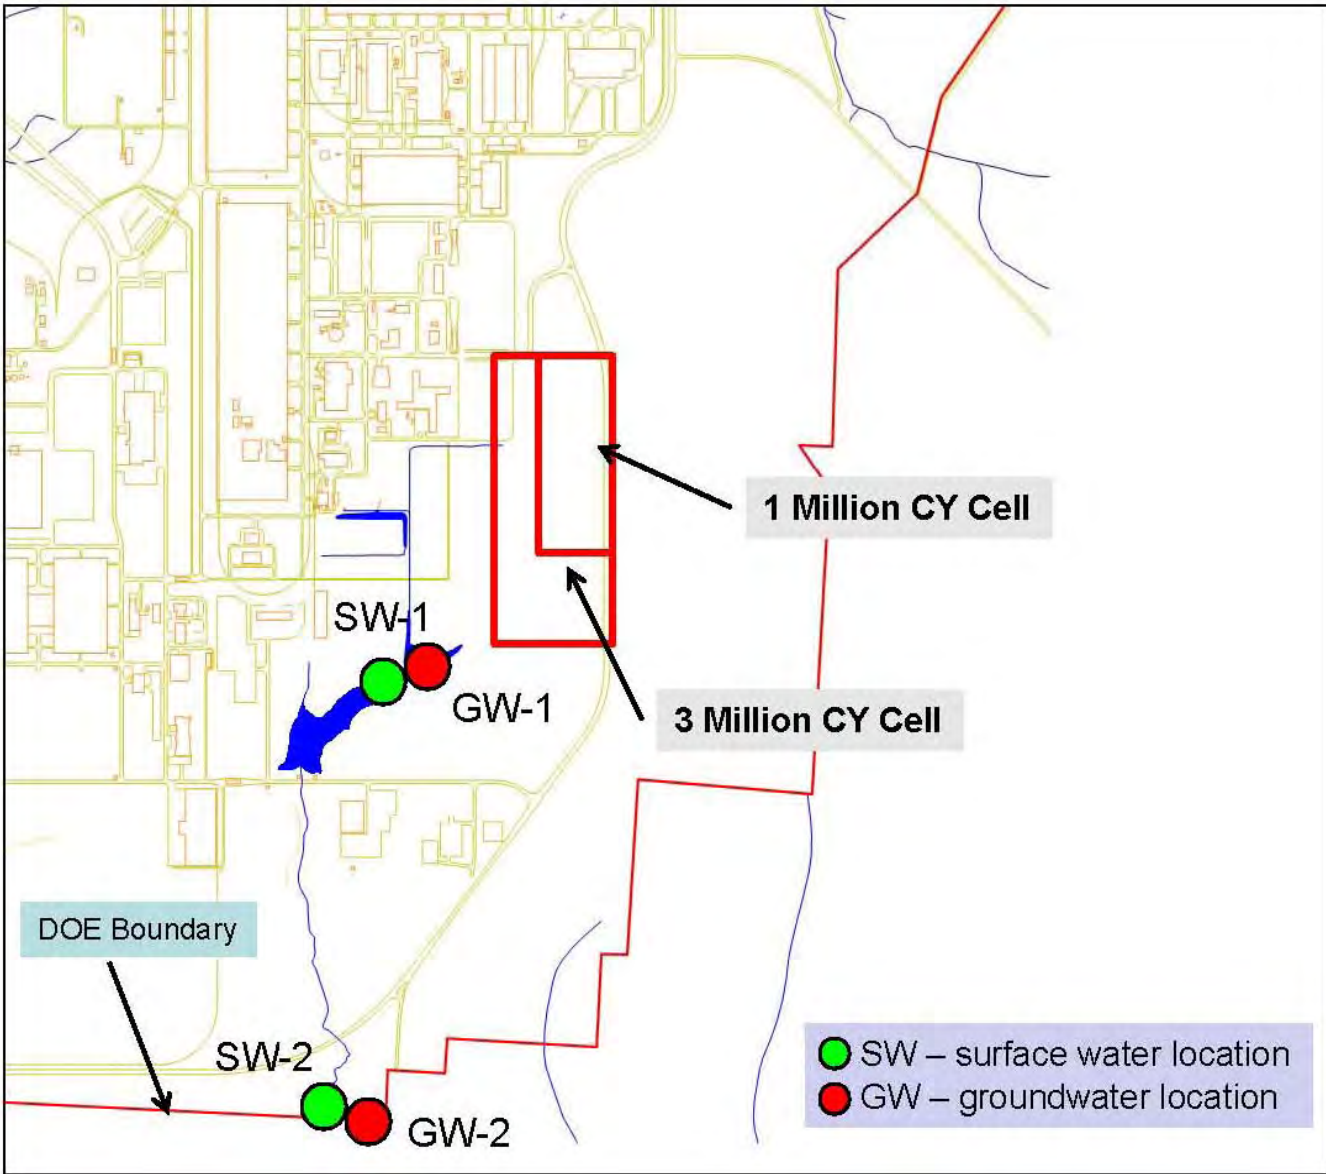 1 Million CY Cell
SW-1
GW-1
3 Million CY Cell
DOE Boundary
SW-2
GW-2
SW – surface water location
GW – groundwater location